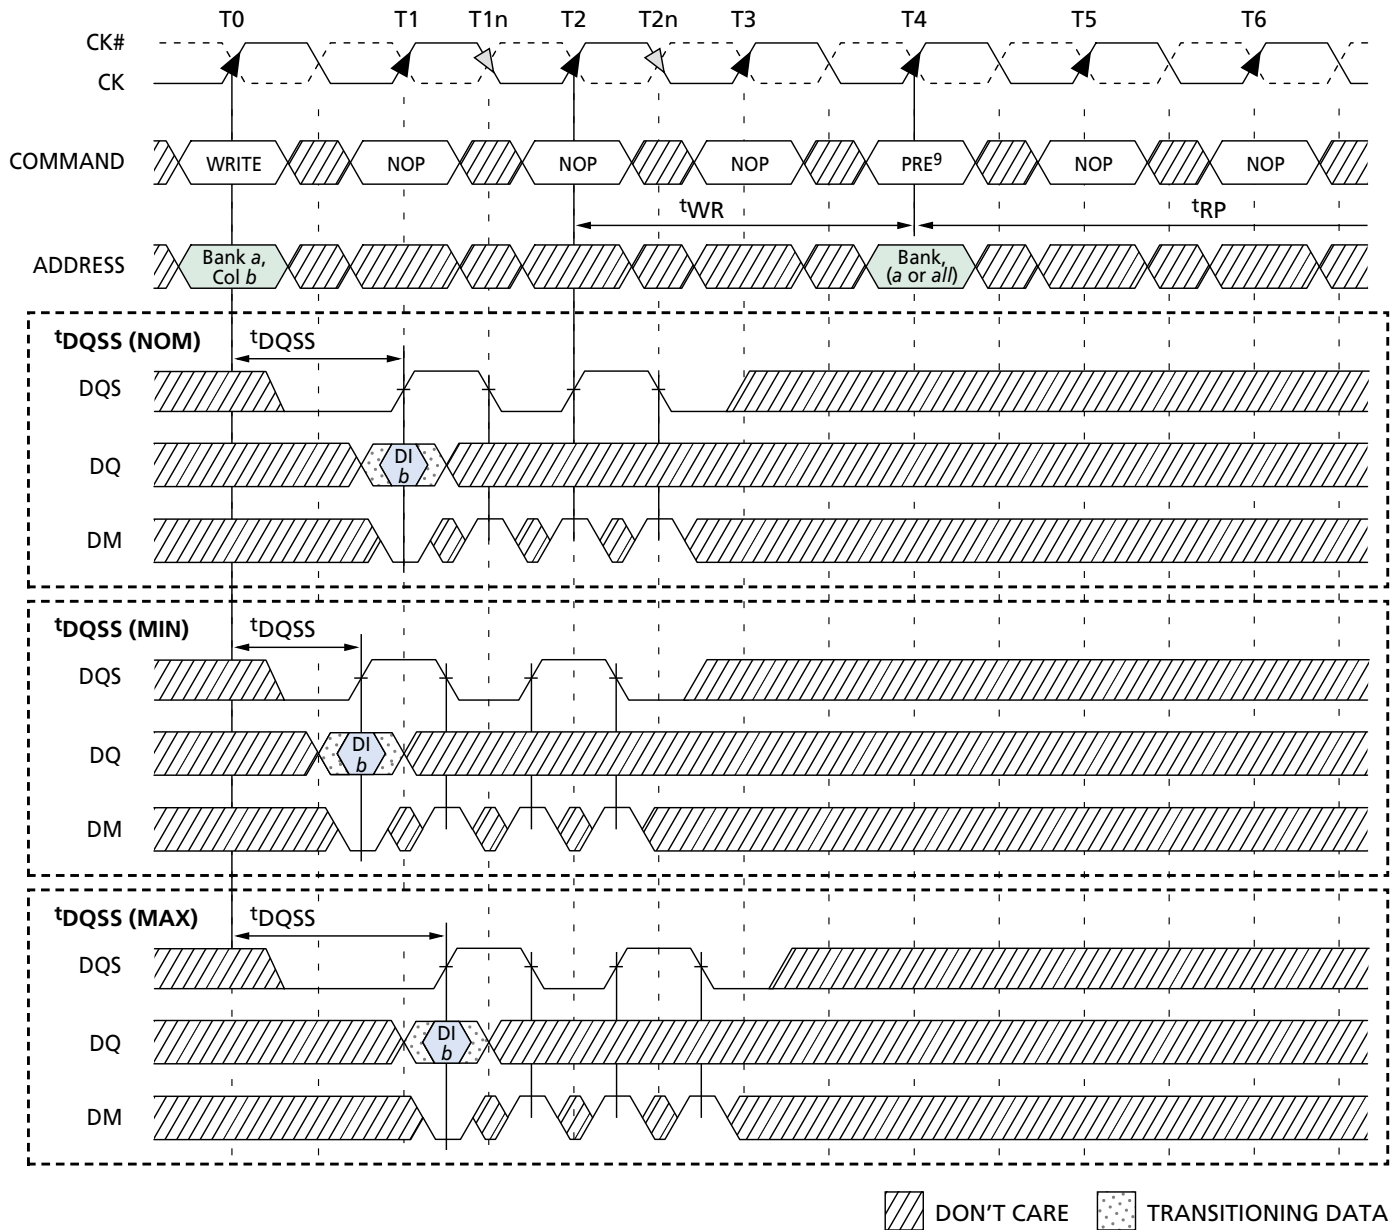 T0 T1 T1n T2 T2n T3 T4 T5 T6
CK#
CK
COMMAND WRITE NOP NOP NOP PRE9 NOP NOP
tWR tRP
ADDRESS Bank a, Col b Bank, (a or all)
tDQSS (NOM) tDQSS
DQS
DQ DI b
DM
tDQSS (MIN) tDQSS
DQS
DQ DI b
DM
tDQSS (MAX) tDQSS
DQS
DQ DI b
DM
DON'T CARE TRANSITIONING DATA